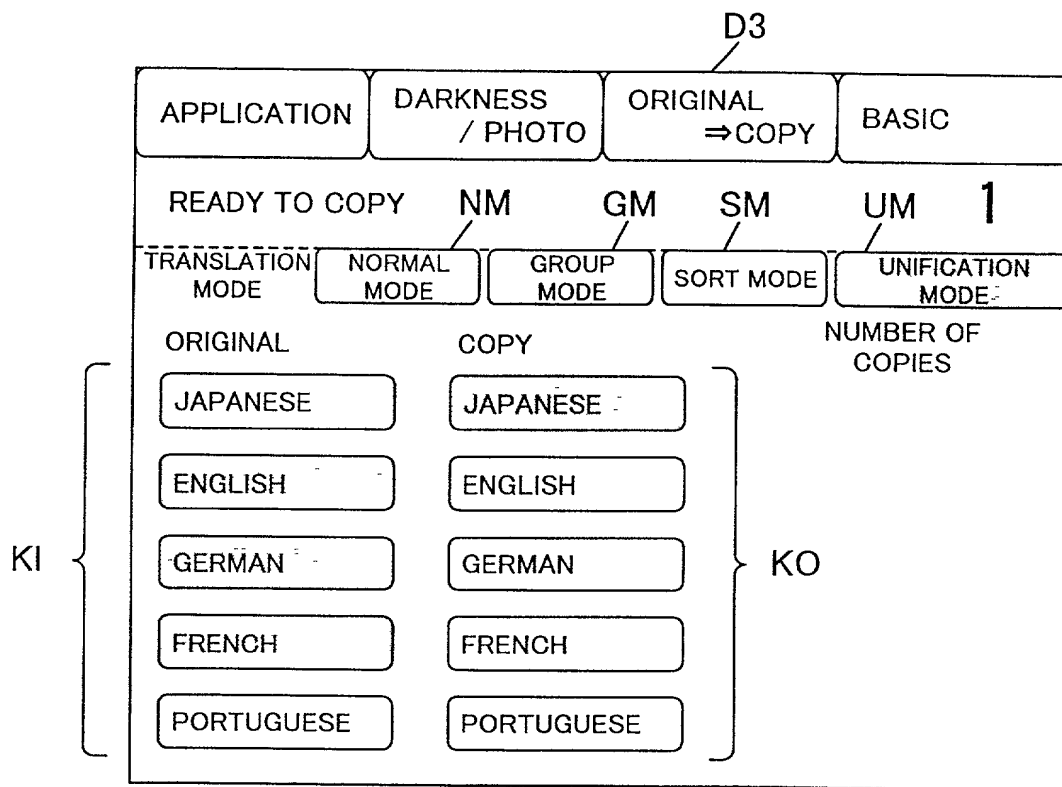 D3
APPLICATION
DARKNESS
/ PHOTO
ORIGINAL
⇒COPY
BASIC
READY TO COPY
NM
GM
SM
UM
1
TRANSLATION
MODE
NORMAL
MODE
GROUP
MODE
SORT MODE
UNIFICATION
MODE
ORIGINAL
COPY
NUMBER OF
COPIES
KI
JAPANESE
JAPANESE
ENGLISH
ENGLISH
GERMAN
GERMAN
FRENCH
FRENCH
PORTUGUESE
PORTUGUESE
KO